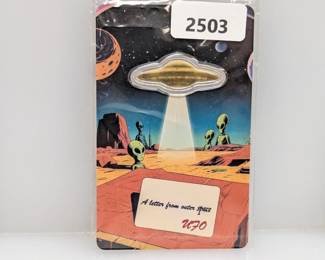 2503
A letter from outer space
UFO